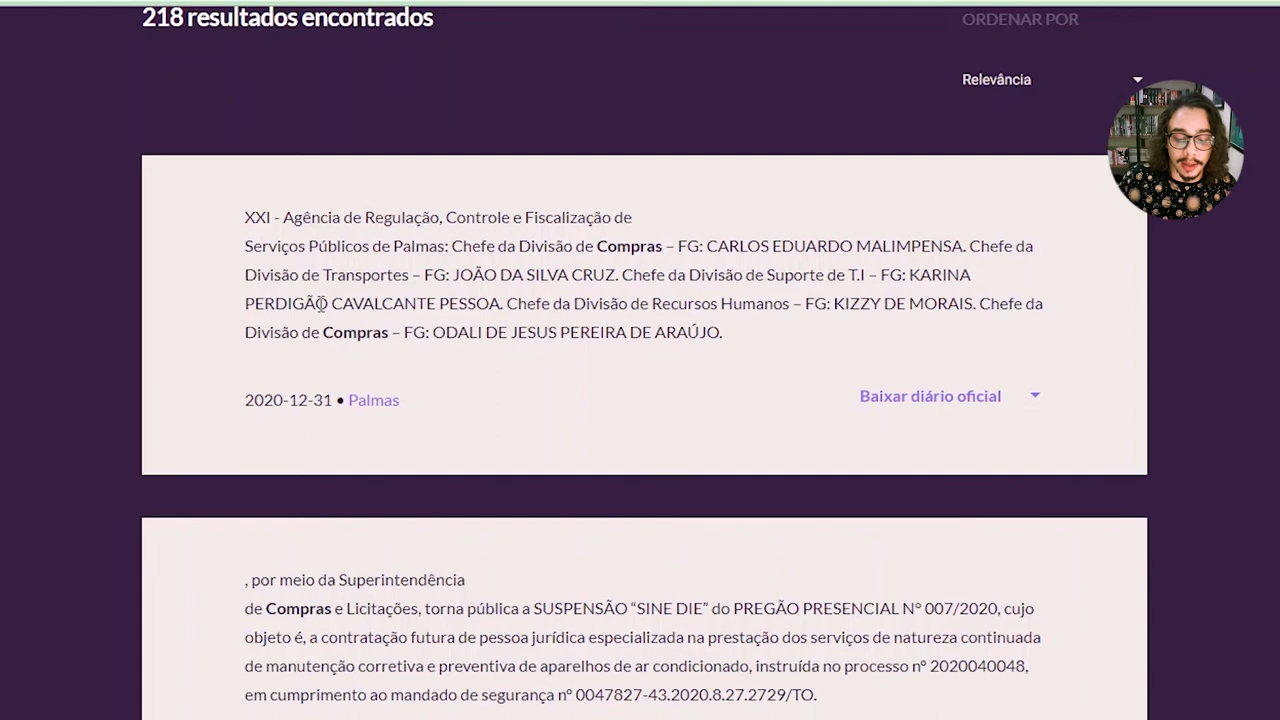 218 resultados encontrados
ORDENAR POR
Relevância
XXI - Agência de Regulação, Controle e Fiscalização de
Serviços Públicos de Palmas: Chefe da Divisão de Compras – FG: CARLOS EDUARDO MALIMPENSA. Chefe da
Divisão de Transportes – FG: JOÃO DA SILVA CRUZ. Chefe da Divisão de Suporte de T.I – FG: KARINA
PERDIGÃO CAVALCANTE PESSOA. Chefe da Divisão de Recursos Humanos – FG: KIZZY DE MORAIS. Chefe da
Divisão de Compras – FG: ODALI DE JESUS PEREIRA DE ARAÚJO.
2020-12-31 • Palmas
Baixar diário oficial
, por meio da Superintendência
de Compras e Licitações, torna pública a SUSPENSÃO “SINE DIE” do PREGÃO PRESENCIAL N° 007/2020, cujo
objeto é, a contratação futura de pessoa jurídica especializada na prestação dos serviços de natureza continuada
de manutenção corretiva e preventiva de aparelhos de ar condicionado, instruída no processo nº 2020040048,
em cumprimento ao mandado de segurança nº 0047827-43.2020.8.27.2729/TO.